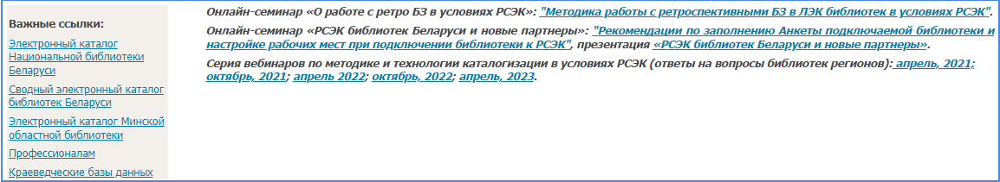 Важные ссылки:
Электронный каталог
Национальной библиотеки
Беларуси
Сводный электронный каталог
библиотек Беларуси
Электронный каталог Минской
областной библиотеки
Профессионалам
Краеведческие базы данных
Онлайн-семинар «О работе с ретро БЗ в условиях РСЭК»: "Методика работы с ретроспективными БЗ в ЛЭК библиотек в условиях РСЭК".
Онлайн-семинар «РСЭК библиотек Беларуси и новые партнеры»: "Рекомендации по заполнению Анкеты подключаемой библиотеки и
настройке рабочих мест при подключении библиотеки к РСЭК", презентация «РСЭК библиотек Беларуси и новые партнеры».
Серия вебинаров по методике и технологии каталогизации в условиях РСЭК (ответы на вопросы библиотек регионов): апрель, 2021;
октябрь, 2021; апрель 2022; октябрь, 2022; апрель, 2023.